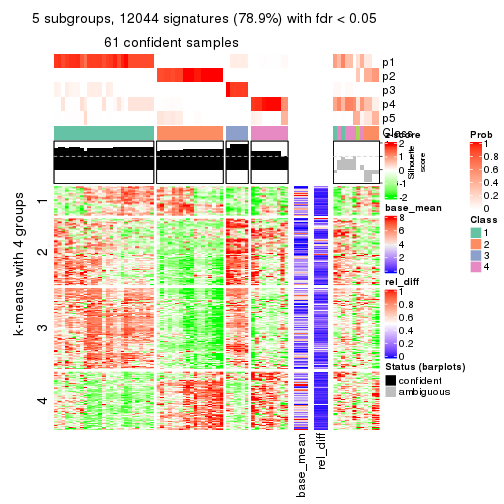 5 subgroups, 12044 signatures (78.9%) with fdr < 0.05
61 confident samples
p1
p2
p3
p4
p5
Class
Silhouette
score
k-means with 4 groups
1
2
3
4
base_mean
rel_diff
z-score
2
1
0
-1
-2
base_mean
8
6
4
2
0
rel_diff
1
0.8
0.6
0.4
0.2
0
Status (barplots)
confident
ambiguous
Prob
1
0.8
0.6
0.4
0.2
0
Class
1
2
3
4